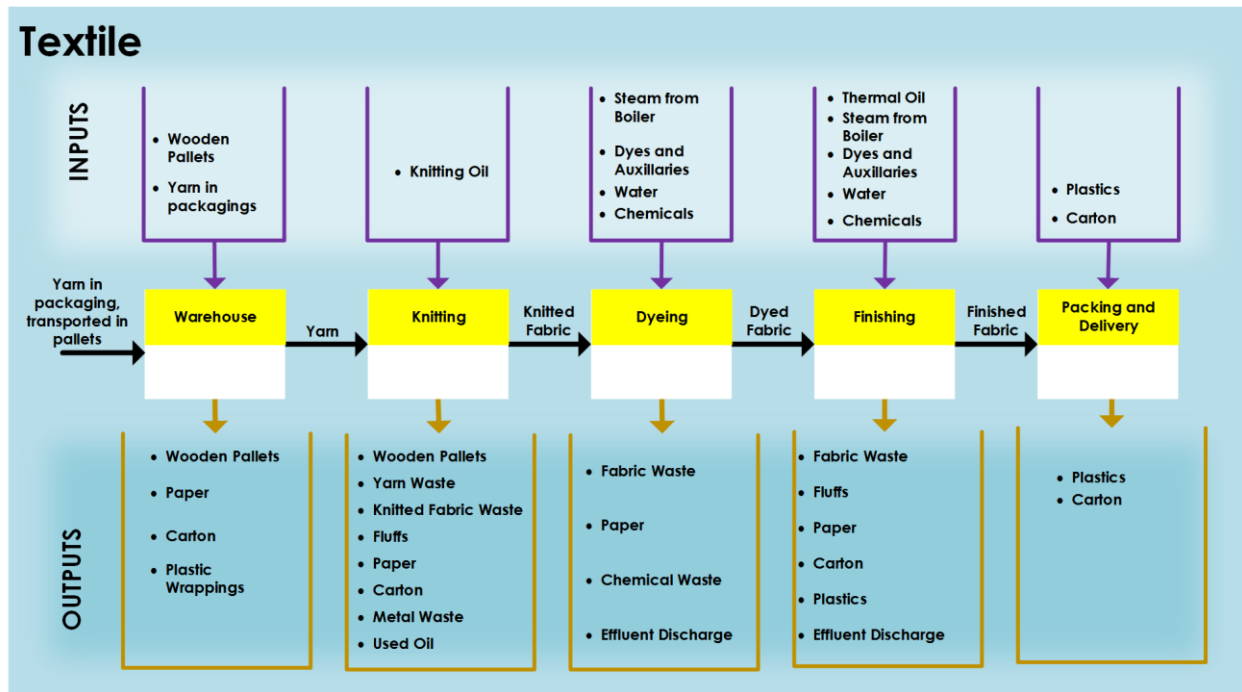 Textile
INPUTS
• Wooden
Pallets
• Yarn in
packagings
• Knitting Oil
• Steam from
Boiler
• Dyes and
Auxillaries
• Water
• Chemicals
• Thermal Oil
• Steam from
Boiler
• Dyes and
Auxillaries
• Water
• Chemicals
• Plastics
• Carton
Yarn in
packaging,
transported in
pallets
Warehouse
Yarn
Knitting
Knitted
Fabric
Dyeing
Dyed
Fabric
Finishing
Finished
Fabric
Packing and
Delivery
OUTPUTS
• Wooden Pallets
• Paper
• Carton
• Plastic
Wrappings
• Wooden Pallets
• Yarn Waste
• Knitted Fabric Waste
• Fluffs
• Paper
• Carton
• Metal Waste
• Used Oil
• Fabric Waste
• Paper
• Chemical Waste
• Effluent Discharge
• Fabric Waste
• Fluffs
• Paper
• Carton
• Plastics
• Effluent Discharge
• Plastics
• Carton